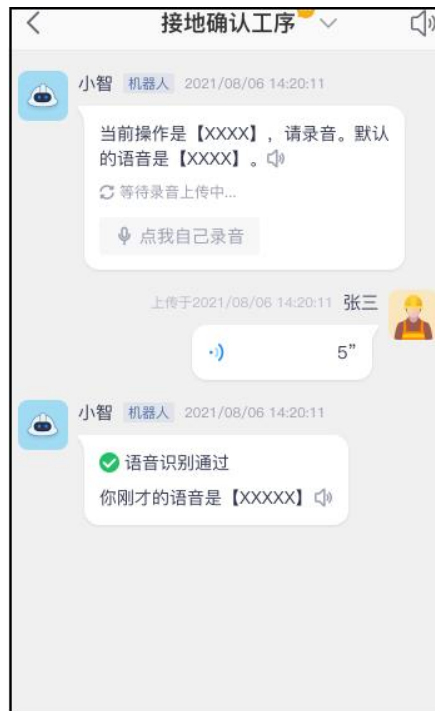 接地确认工序
小智 机器人 2021/08/06 14:20:11
当前操作是【XXXX】，请录音。默认
的语音是【XXXX】。
等待录音上传中...
点我自己录音
上传于2021/08/06 14:20:11 张三
5”
小智 机器人 2021/08/06 14:20:11
语音识别通过
你刚才的语音是【XXXXX】